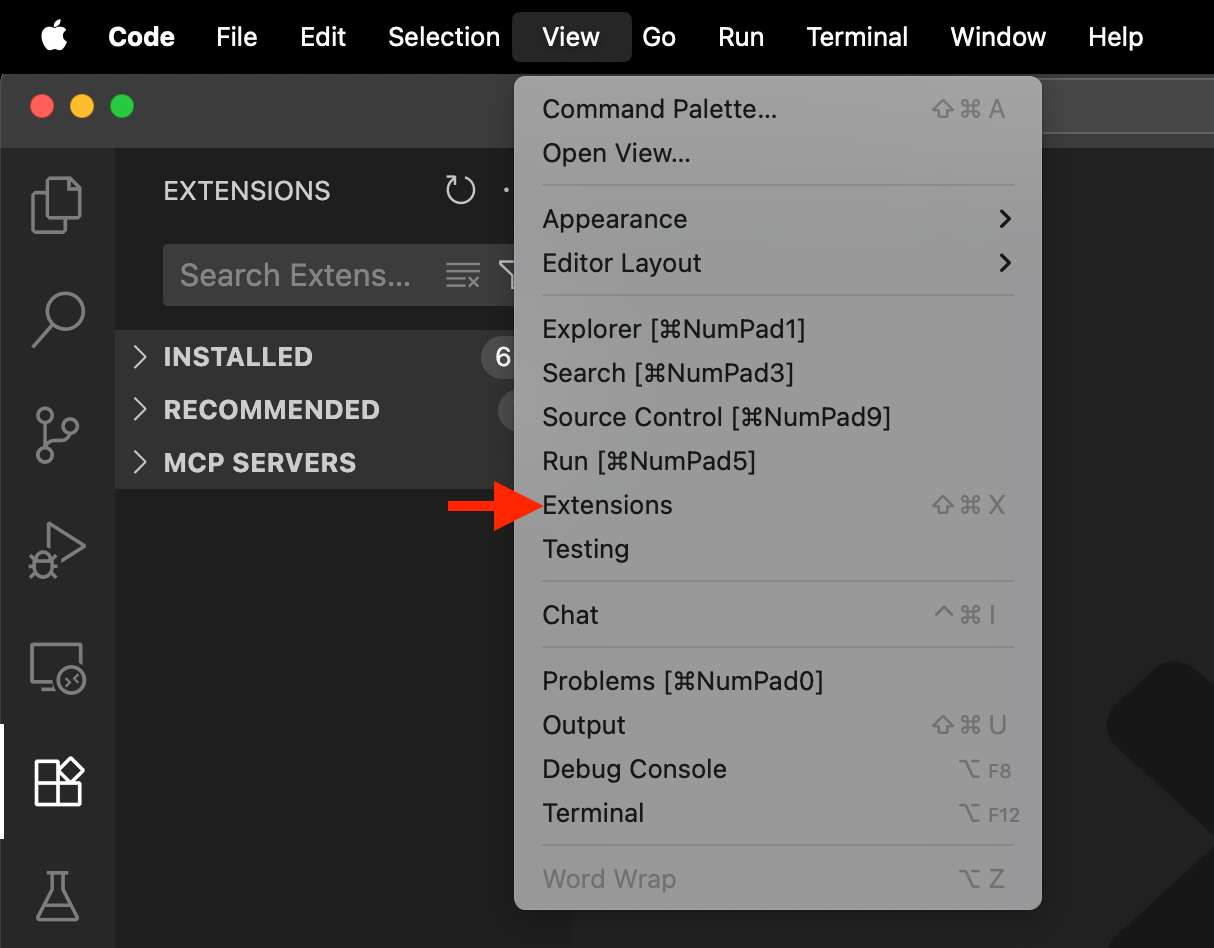 Code File Edit Selection View Go Run Terminal Window Help
Command Palette... ⇧⌘ A
Open View...
Appearance
Editor Layout
Explorer [⌘NumPad1]
Search [⌘NumPad3]
Source Control [⌘NumPad9]
Run [⌘NumPad5]
Extensions ⇧⌘ X
Testing
Chat ^⌘ I
Problems [⌘NumPad0]
Output ⇧⌘ U
Debug Console ⌥ F8
Terminal ⌥ F12
Word Wrap ⌥ Z
EXTENSIONS
Search Extens...
INSTALLED 6
RECOMMENDED
MCP SERVERS